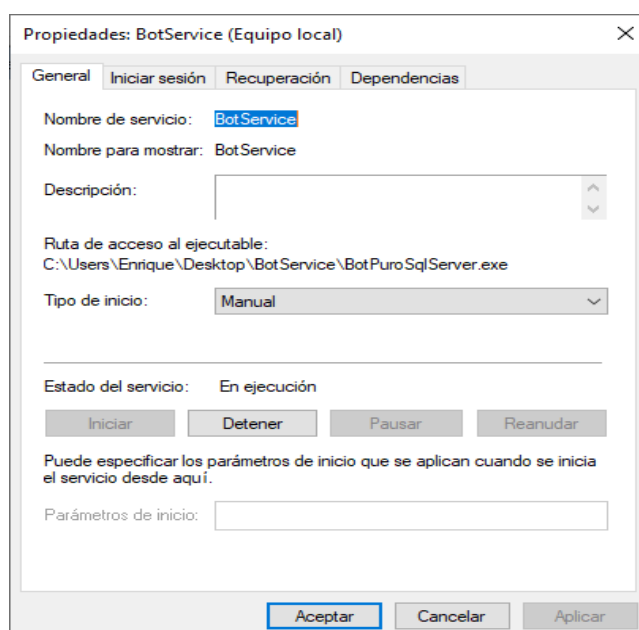 Propiedades: BotService (Equipo local)
General Iniciar sesión Recuperación Dependencias
Nombre de servicio: BotService
Nombre para mostrar: BotService
Descripción:
Ruta de acceso al ejecutable:
C:\Users\Enrique\Desktop\BotService\BotPuroSqlServer.exe
Tipo de inicio: Manual
Estado del servicio: En ejecución
Iniciar Detener Pausar Reanudar
Puede especificar los parámetros de inicio que se aplican cuando se inicia
el servicio desde aquí.
Parámetros de inicio:
Aceptar Cancelar Aplicar